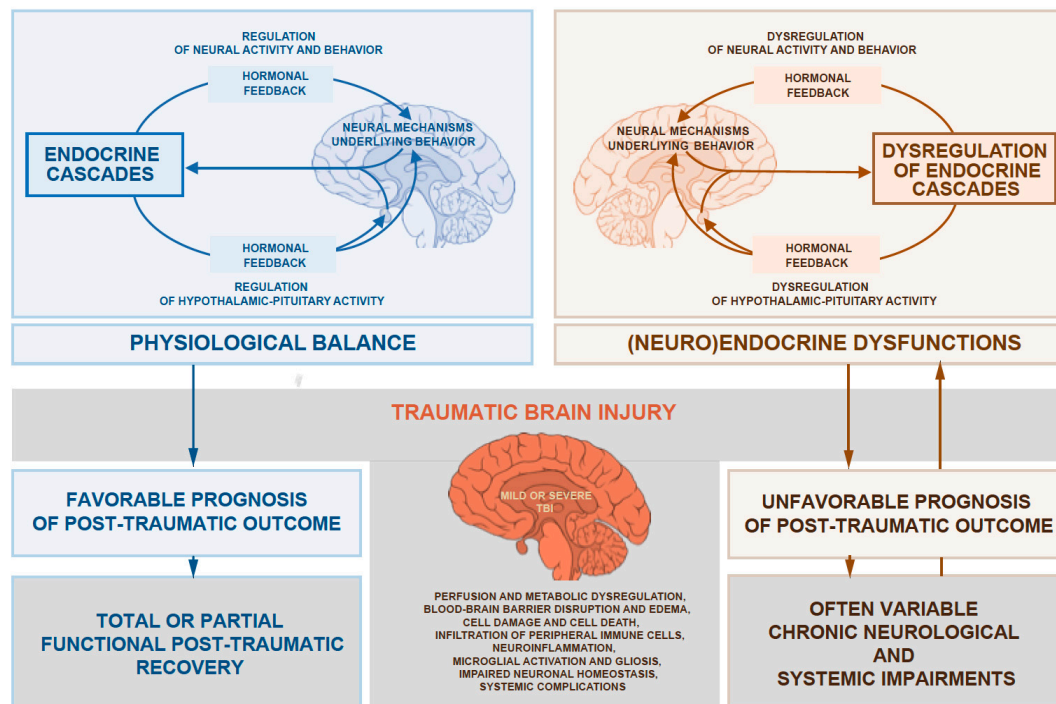 REGULATION
OF NEURAL ACTIVITY AND BEHAVIOR
HORMONAL
FEEDBACK
NEURAL MECHANISMS
UNDERLIYING BEHAVIOR
ENDOCRINE
CASCADES
HORMONAL
FEEDBACK
REGULATION
OF HYPOTHALAMIC-PITUITARY ACTIVITY
PHYSIOLOGICAL BALANCE
DYSREGULATION
OF NEURAL ACTIVITY AND BEHAVIOR
HORMONAL
FEEDBACK
NEURAL MECHANISMS
UNDERLIYING BEHAVIOR
DYSREGULATION
OF ENDOCRINE
CASCADES
HORMONAL
FEEDBACK
DYSREGULATION
OF HYPOTHALAMIC-PITUITARY ACTIVITY
(NEURO)ENDOCRINE DYSFUNCTIONS
TRAUMATIC BRAIN INJURY
FAVORABLE PROGNOSIS
OF POST-TRAUMATIC OUTCOME
TOTAL OR PARTIAL
FUNCTIONAL POST-TRAUMATIC
RECOVERY
MILD OR SEVERE
TBI
PERFUSION AND METABOLIC DYSREGULATION,
BLOOD-BRAIN BARRIER DISRUPTION AND EDEMA,
CELL DAMAGE AND CELL DEATH,
INFILTRATION OF PERIPHERAL IMMUNE CELLS,
NEUROINFLAMMATION,
MICROGLIAL ACTIVATION AND GLIOSIS,
IMPAIRED NEURONAL HOMEOSTASIS,
SYSTEMIC COMPLICATIONS
UNFAVORABLE PROGNOSIS
OF POST-TRAUMATIC OUTCOME
OFTEN VARIABLE
CHRONIC NEUROLOGICAL
AND
SYSTEMIC IMPAIRMENTS